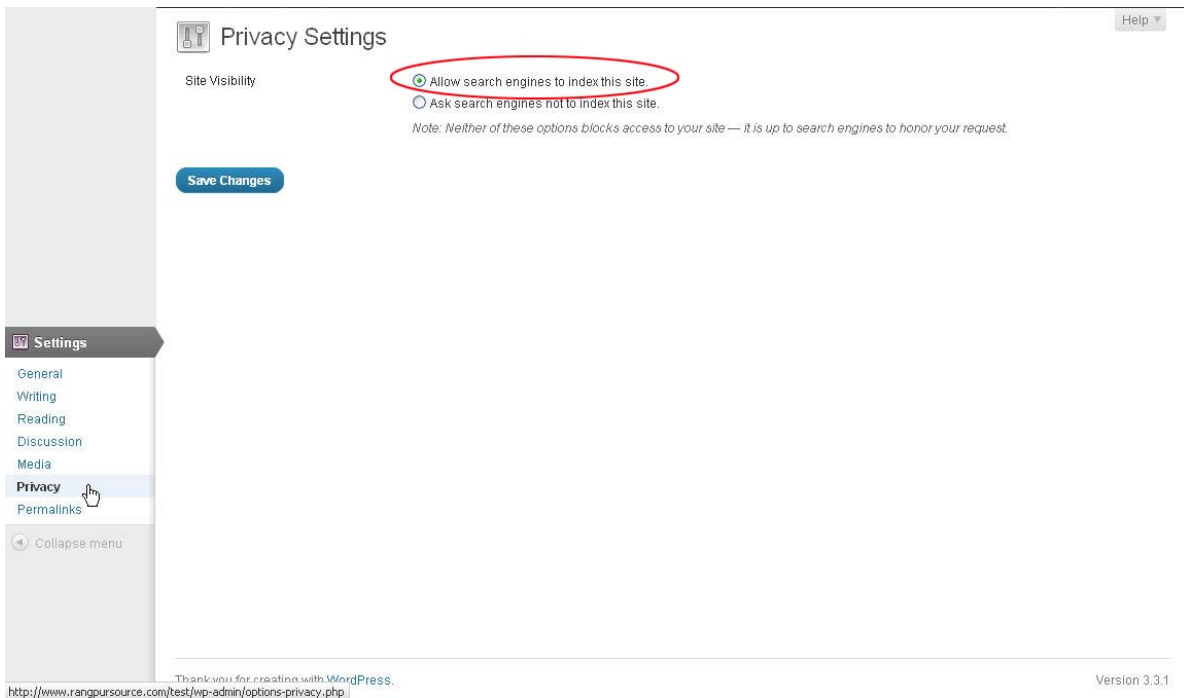 Help
Privacy Settings
Site Visibility
Allow search engines to index this site.
Ask search engines not to index this site.
Note: Neither of these options blocks access to your site — it is up to search engines to honor your request.
Save Changes
Settings
General
Writing
Reading
Discussion
Media
Privacy
Permalinks
Collapse menu
Thank you for creating with WordPress.
Version 3.3.1
http://www.rangpursource.com/test/wp-admin/options-privacy.php